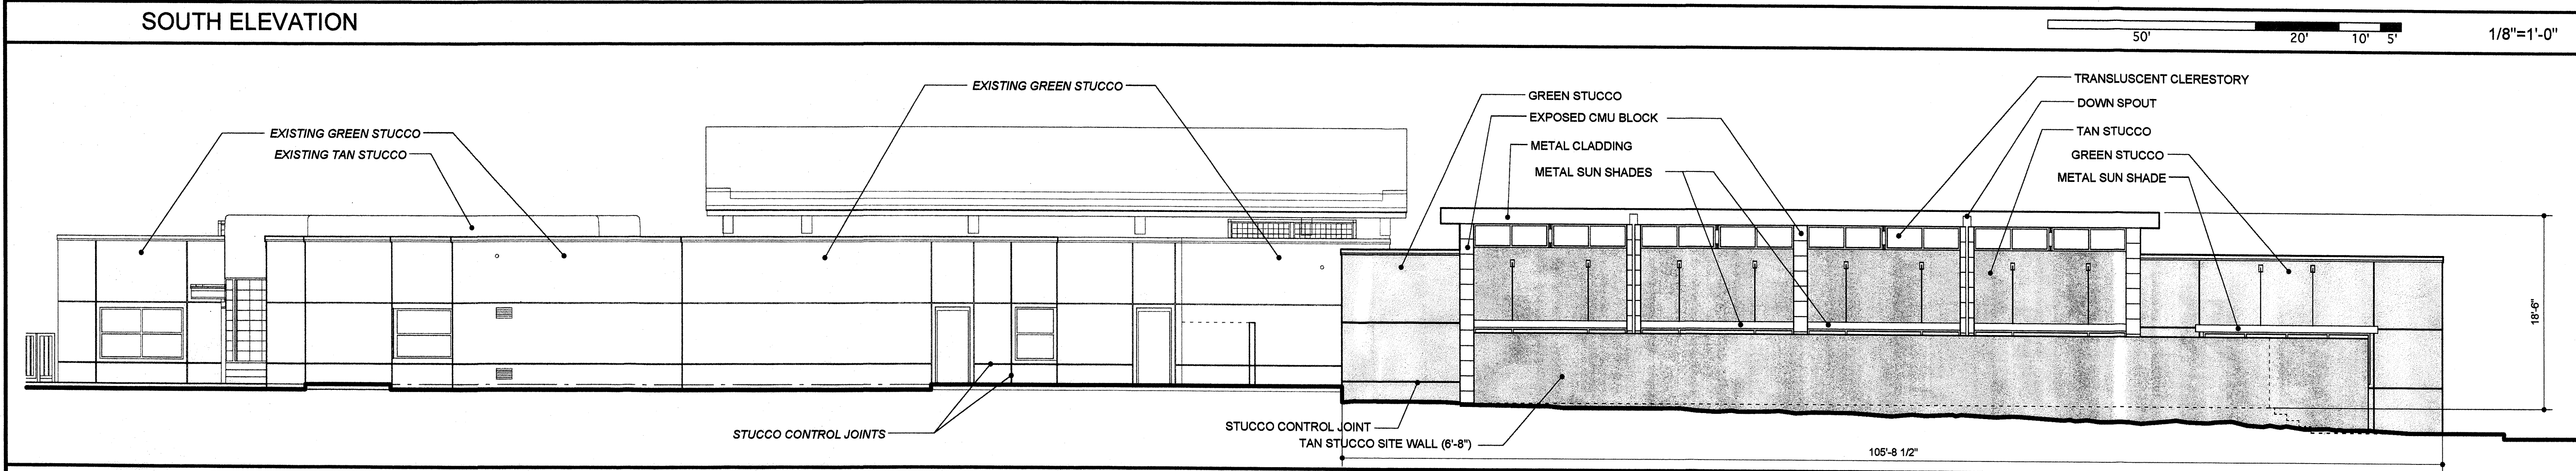 SOUTH ELEVATION
50' 20' 10' 5'
1/8"=1'-0"
EXISTING GREEN STUCCO
EXISTING TAN STUCCO
EXISTING GREEN STUCCO
GREEN STUCCO
EXPOSED CMU BLOCK
METAL CLADDING
METAL SUN SHADES
TRANSLUSCENT CLERESTORY
DOWN SPOUT
TAN STUCCO
GREEN STUCCO
METAL SUN SHADE
18'-6"
STUCCO CONTROL JOINTS
STUCCO CONTROL JOINT
TAN STUCCO SITE WALL (6'-8")
105'-8 1/2"